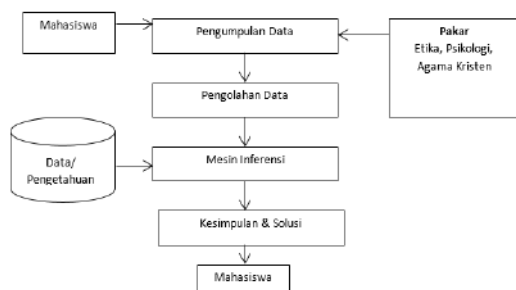 Mahasiswa
Pengumpulan Data
Pakar
Etika, Psikologi,
Agama Kristen
Pengolahan Data
Data/
Pengetahuan
Mesin Inferensi
Kesimpulan & Solusi
Mahasiswa